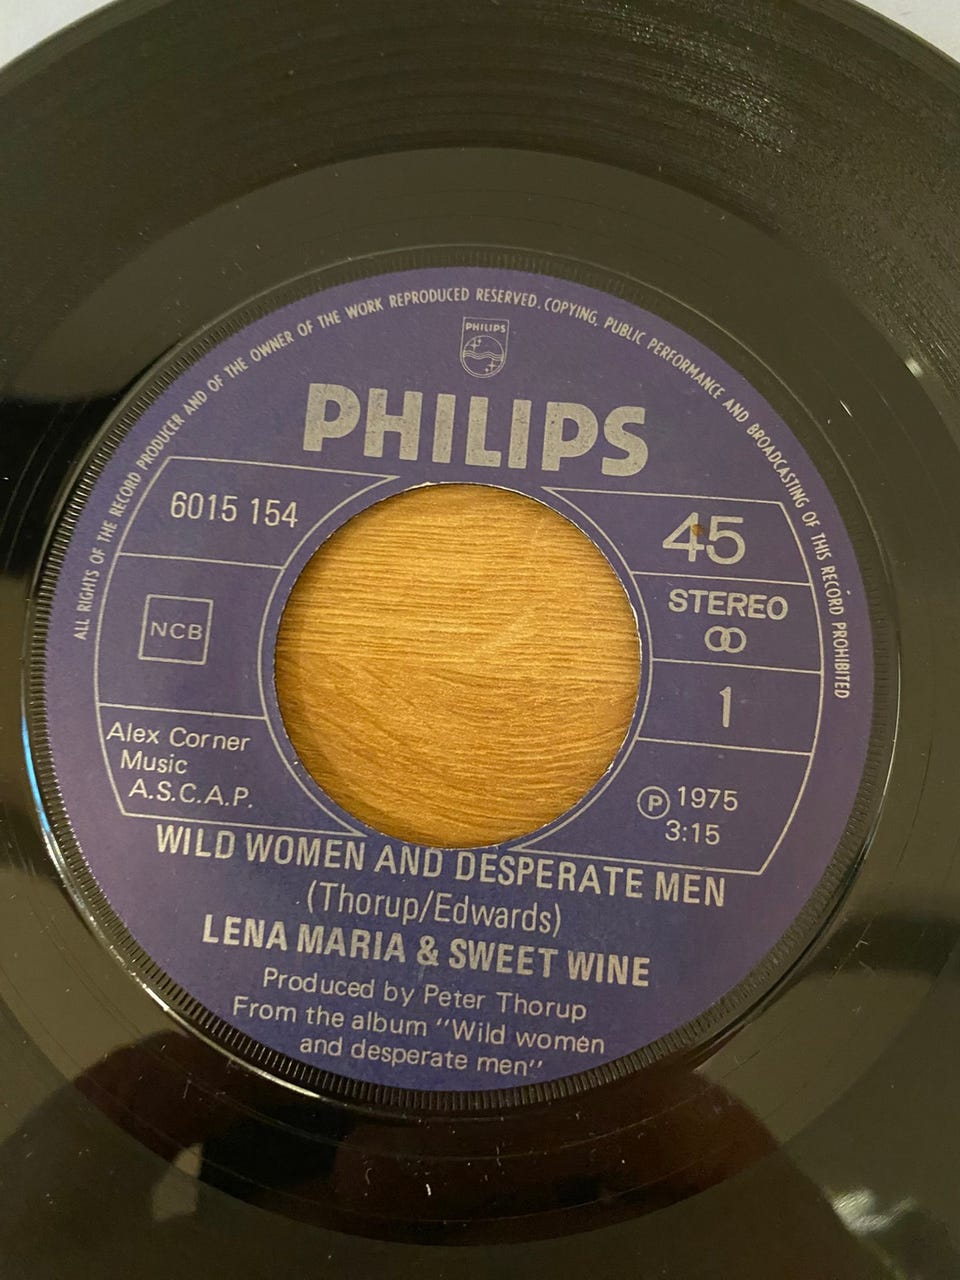 ALL RIGHTS OF THE RECORD PRODUCER AND OF THE OWNER OF THE WORK REPRODUCED RESERVED. COPYING, PUBLIC PERFORMANCE AND BROADCASTING OF THIS RECORD PROHIBITED
PHILIPS
PHILIPS
6015 154
45
STEREO
NCB
1
Alex Corner
Music
A.S.C.A.P.
Ⓟ 1975
3:15
WILD WOMEN AND DESPERATE MEN
(Thorup/Edwards)
LENA MARIA & SWEET WINE
Produced by Peter Thorup
From the album "Wild women
and desperate men"